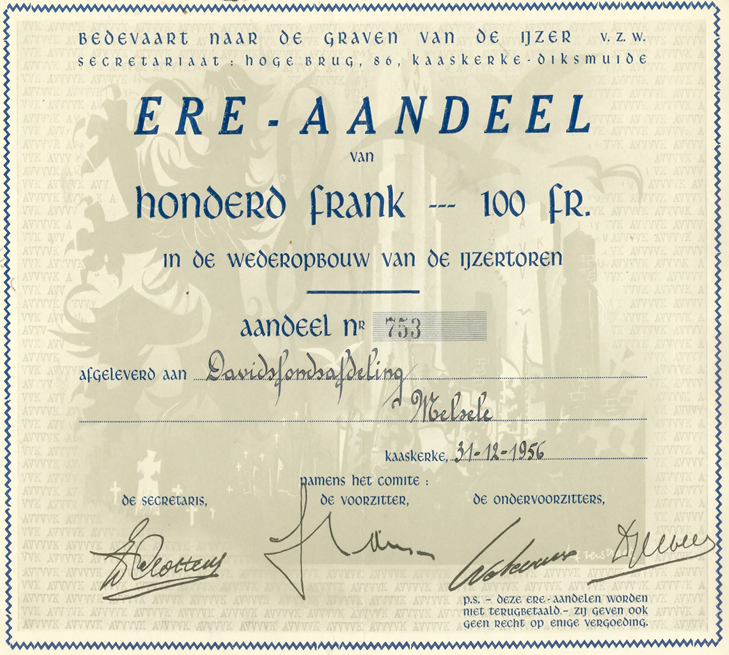 BEDEVAART NAAR DE GRAVEN VAN DE IJZER v.z.w.
SECRETARIAAT : HOGE BRUG, 86, KAASKERKE-DIKSMUIDE
ERE-AANDEEL
VAN
HONDERD FRANK --- 100 FR.
IN DE WEDEROPBOUW VAN DE IJZERTOREN
AANDEEL NR 753
AFGELEVERD AAN Davidsfondsafdeling
Melsele
KAASKERKE, 31-12-1956
NAMENS HET COMITE :
DE SECRETARIS, DE VOORZITTER, DE ONDERVOORZITTERS,
P.S. - DEZE ERE-AANDELEN WORDEN
NIET TERUGBETAALD.- ZIJ GEVEN OOK
GEEN RECHT OP ENIGE VERGOEDING.